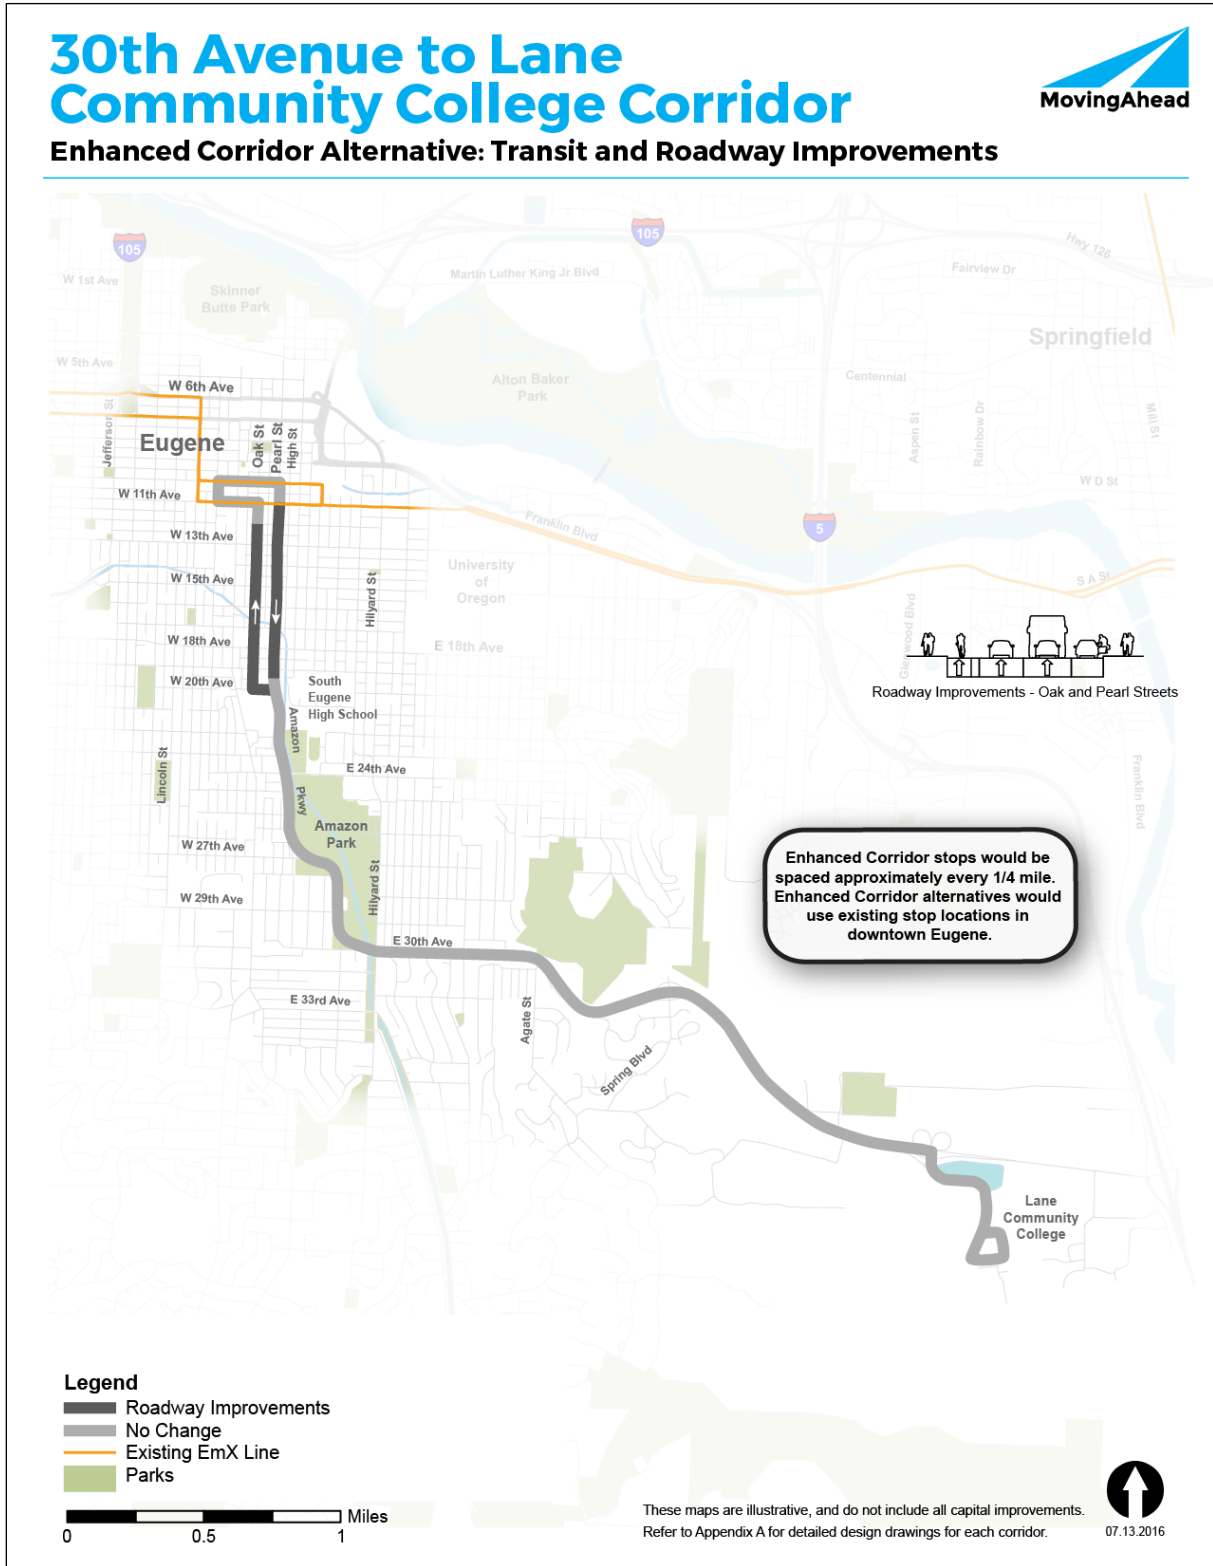 30th Avenue to Lane
Community College Corridor
MovingAhead
Enhanced Corridor Alternative: Transit and Roadway Improvements
105
105
Hwy 126
W 1st Ave
Martin Luther King Jr Blvd
Fairview Dr
Skinner
Butte Park
Springfield
W 5th Ave
W 6th Ave
Alton Baker
Park
Centennial
Jefferson St
Eugene
Oak St
Pearl St
High St
Aspen St
Rainbow Dr
Mill St
W D St
W 11th Ave
Franklin Blvd
5
W 13th Ave
University
of
Oregon
W 15th Ave
Hilyard St
S A St
Glenwood Blvd
W 18th Ave
E 18th Ave
W 20th Ave
South
Eugene
High School
Roadway Improvements - Oak and Pearl Streets
Amazon
Pkwy
Lincoln St
E 24th Ave
Franklin Blvd
Amazon
Park
W 27th Ave
Hilyard St
W 29th Ave
Enhanced Corridor stops would be
spaced approximately every 1/4 mile.
Enhanced Corridor alternatives would
use existing stop locations in
downtown Eugene.
E 30th Ave
E 33rd Ave
Agate St
Spring Blvd
Lane
Community
College
Legend
Roadway Improvements
No Change
Existing EmX Line
Parks
Miles
0 0.5 1
These maps are illustrative, and do not include all capital improvements.
Refer to Appendix A for detailed design drawings for each corridor.
07.13.2016